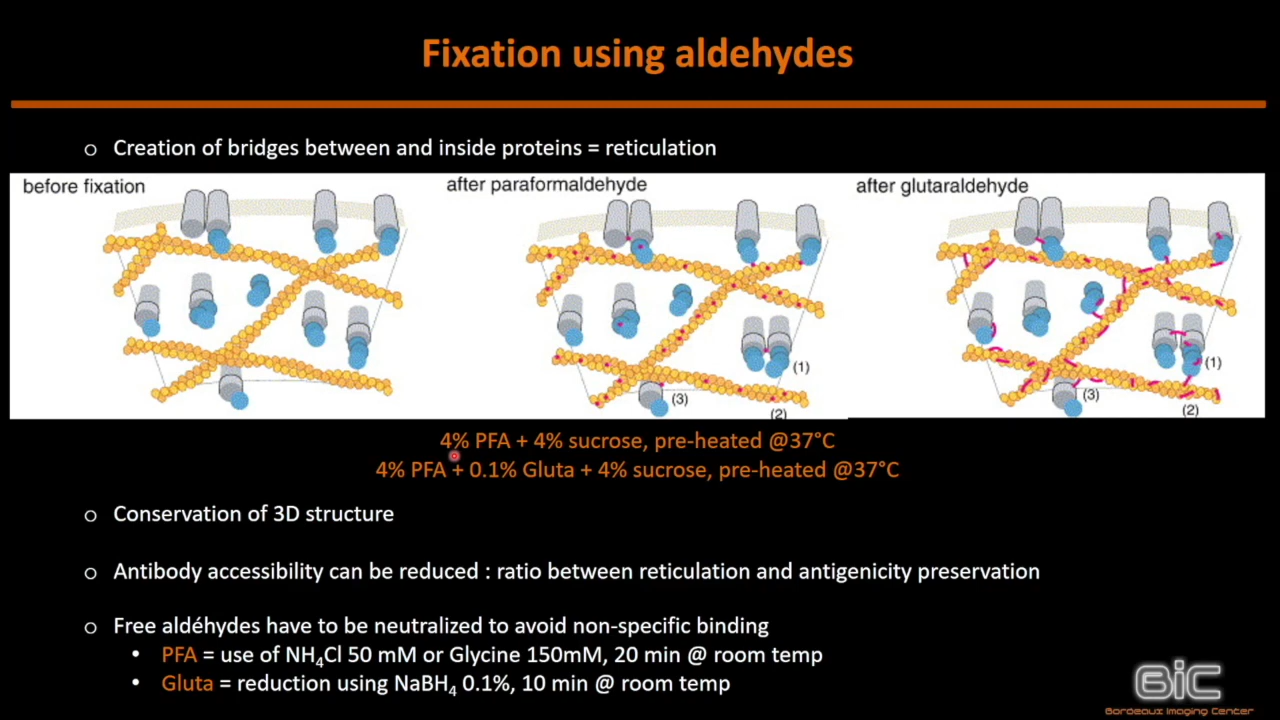 Fixation using aldehydes
o Creation of bridges between and inside proteins = reticulation
before fixation
after paraformaldehyde
after glutaraldehyde
(1)
(3)
(2)
(1)
(3)
(2)
4% PFA + 4% sucrose, pre-heated @37°C
4% PFA + 0.1% Gluta + 4% sucrose, pre-heated @37°C
o Conservation of 3D structure
o Antibody accessibility can be reduced : ratio between reticulation and antigenicity preservation
o Free aldéhydes have to be neutralized to avoid non-specific binding
• PFA = use of NH₄Cl 50 mM or Glycine 150mM, 20 min @ room temp
• Gluta = reduction using NaBH₄ 0.1%, 10 min @ room temp
BiC
Bordeaux Imaging Center